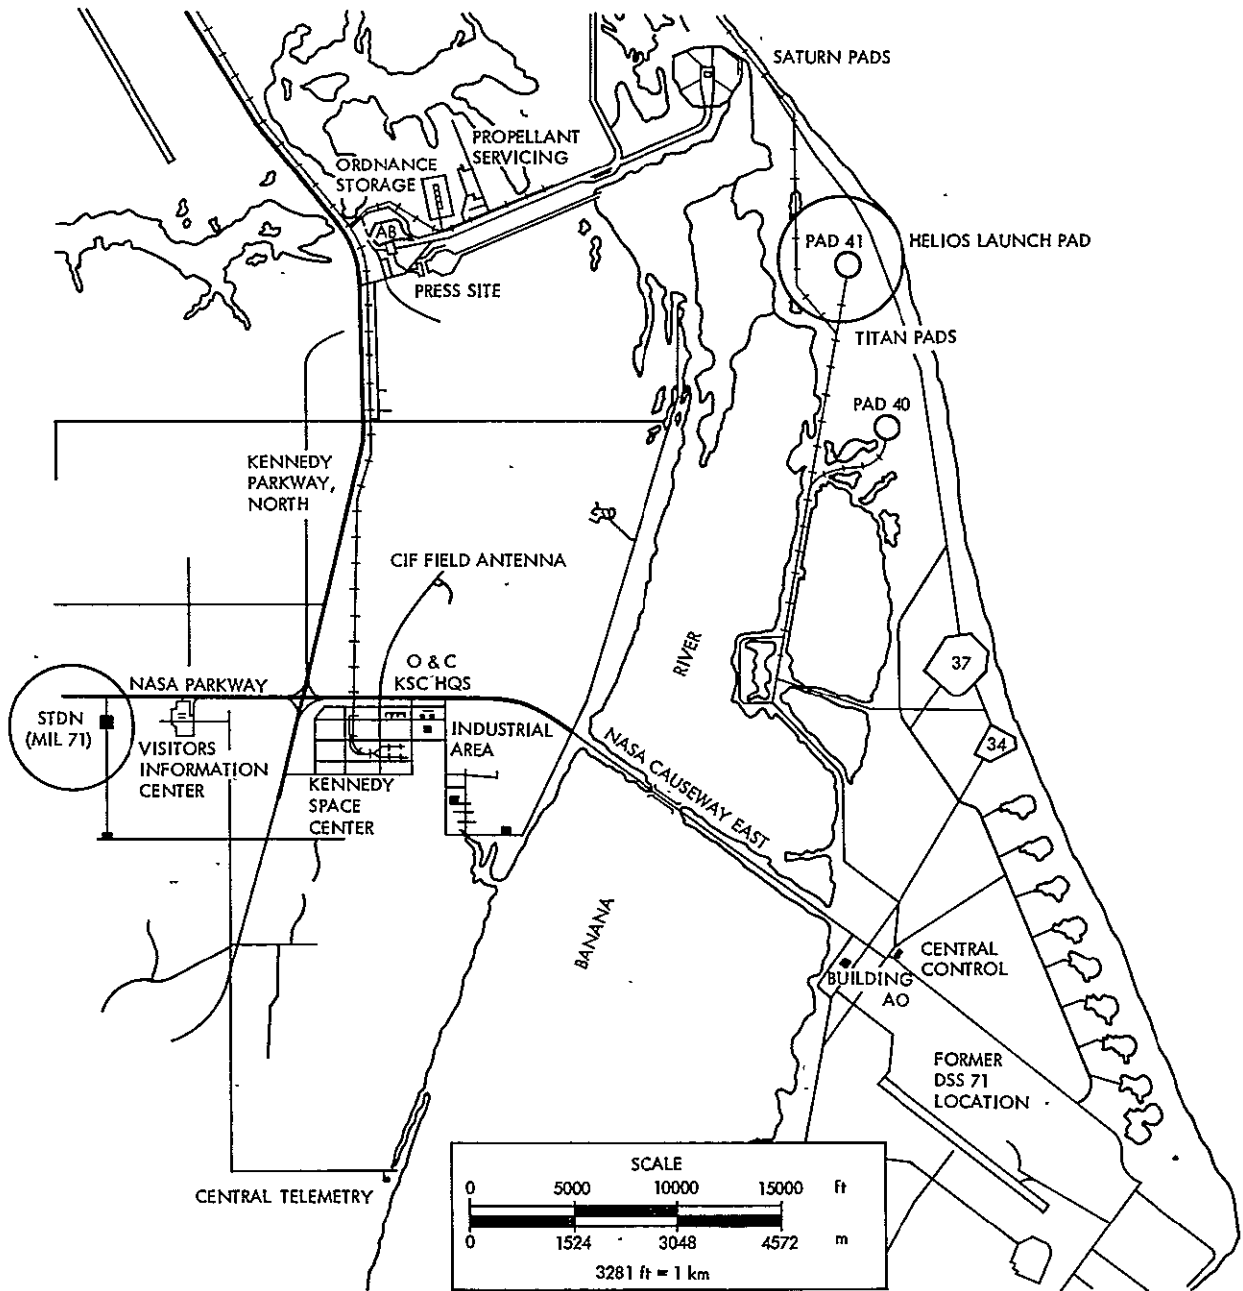 SATURN PADS
PROPELLANT
SERVICING
ORDNANCE
STORAGE
AB
PAD 41
HELIOS LAUNCH PAD
PRESS SITE
TITAN PADS
PAD 40
KENNEDY
PARKWAY,
NORTH
CIF FIELD ANTENNA
RIVER
37
O & C
KSC HQS
NASA PARKWAY
STDN
(MIL 71)
VISITORS
INFORMATION
CENTER
INDUSTRIAL
AREA
34
NASA CAUSEWAY EAST
KENNEDY
SPACE
CENTER
BANANA
CENTRAL
CONTROL
BUILDING
AO
FORMER
DSS 71
LOCATION
CENTRAL TELEMETRY
SCALE
0 5000 10000 15000 Ft
0 1524 3048 4572 m
3281 ft = 1 km